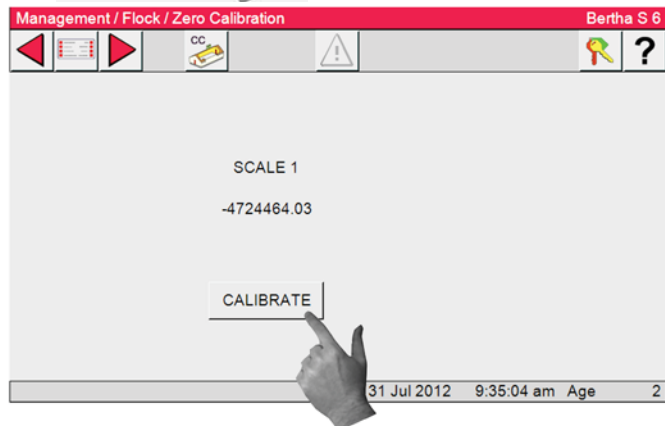 Management / Flock / Zero Calibration Bertha S 6
CC
?
SCALE 1
-4724464.03
CALIBRATE
31 Jul 2012 9:35:04 am Age 2